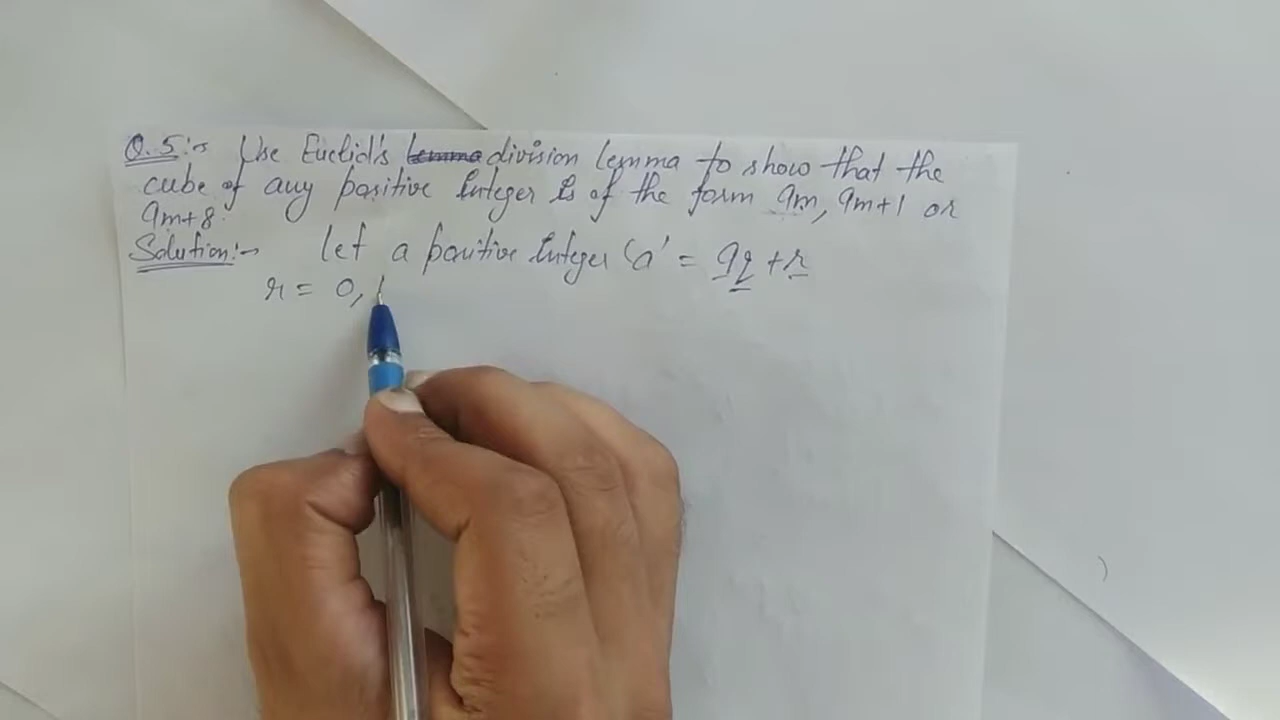 Q.5:- Use Euclid's lemma division lemma to show that the
cube of any positive integer is of the form 9m, 9m+1 or
9m+8.
Solution:- Let a positive integer 'a' = 9q + r
r = 0, 1